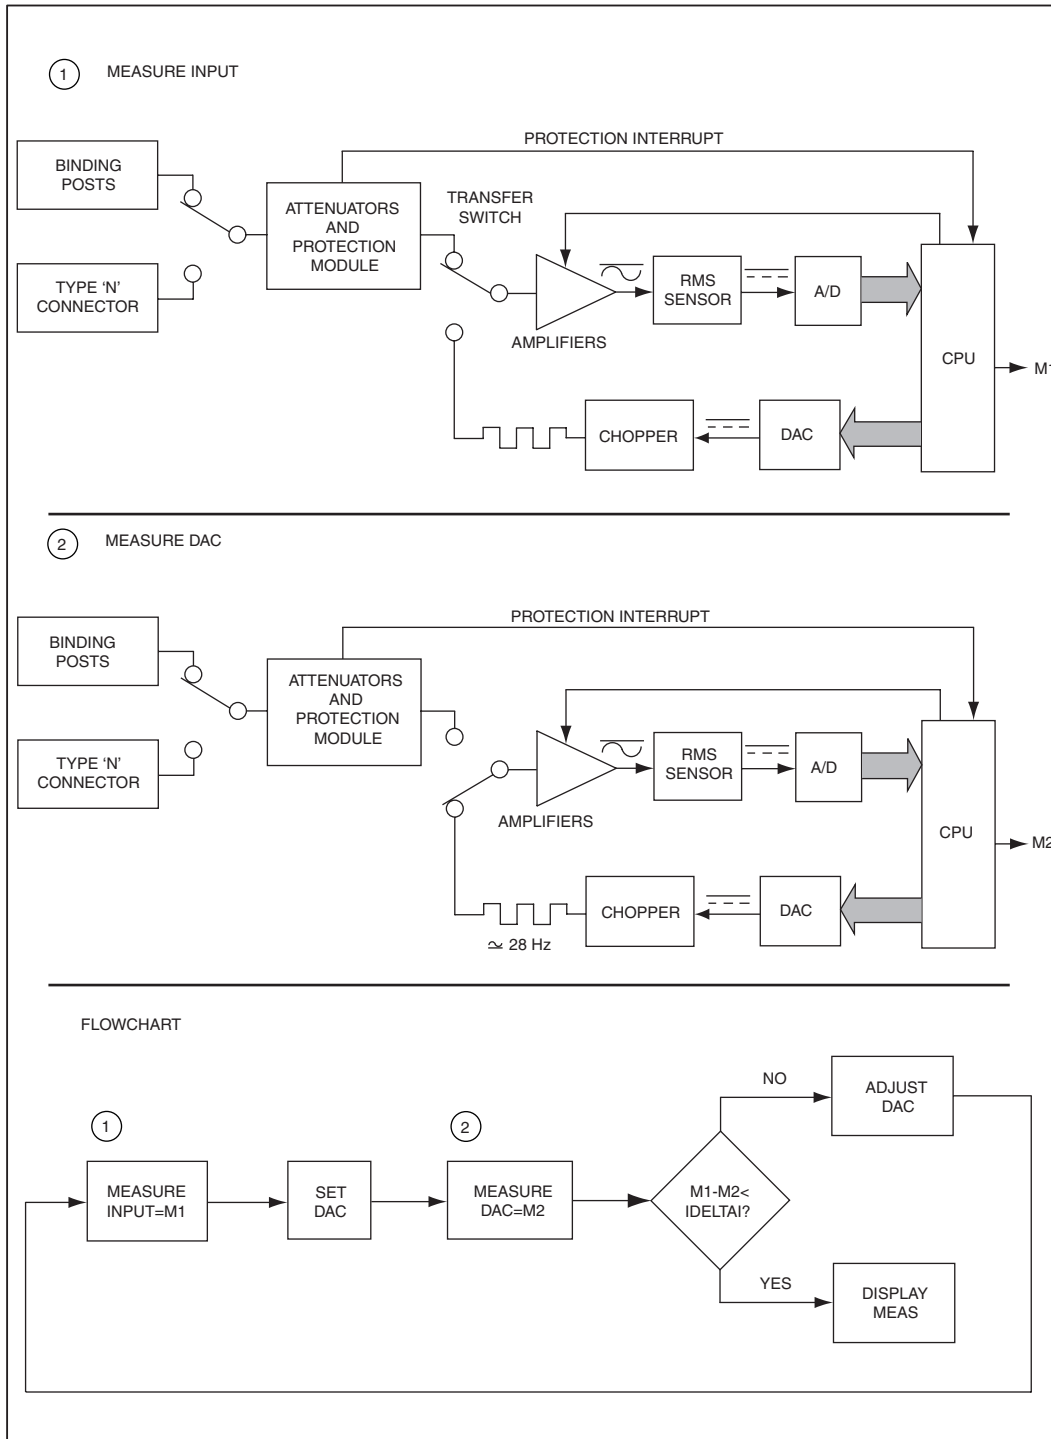 1 MEASURE INPUT
PROTECTION INTERRUPT
BINDING
POSTS
TRANSFER
SWITCH
ATTENUATORS
AND
PROTECTION
MODULE
TYPE ‘N’
CONNECTOR
RMS
SENSOR
A/D
AMPLIFIERS
CPU
M1
CHOPPER
DAC
2 MEASURE DAC
PROTECTION INTERRUPT
BINDING
POSTS
ATTENUATORS
AND
PROTECTION
MODULE
TYPE ‘N’
CONNECTOR
RMS
SENSOR
A/D
AMPLIFIERS
CPU
M2
CHOPPER
DAC
≃ 28 Hz
FLOWCHART
1
MEASURE
INPUT=M1
SET
DAC
2
MEASURE
DAC=M2
M1-M2<
IDELTAI?
NO
ADJUST
DAC
YES
DISPLAY
MEAS